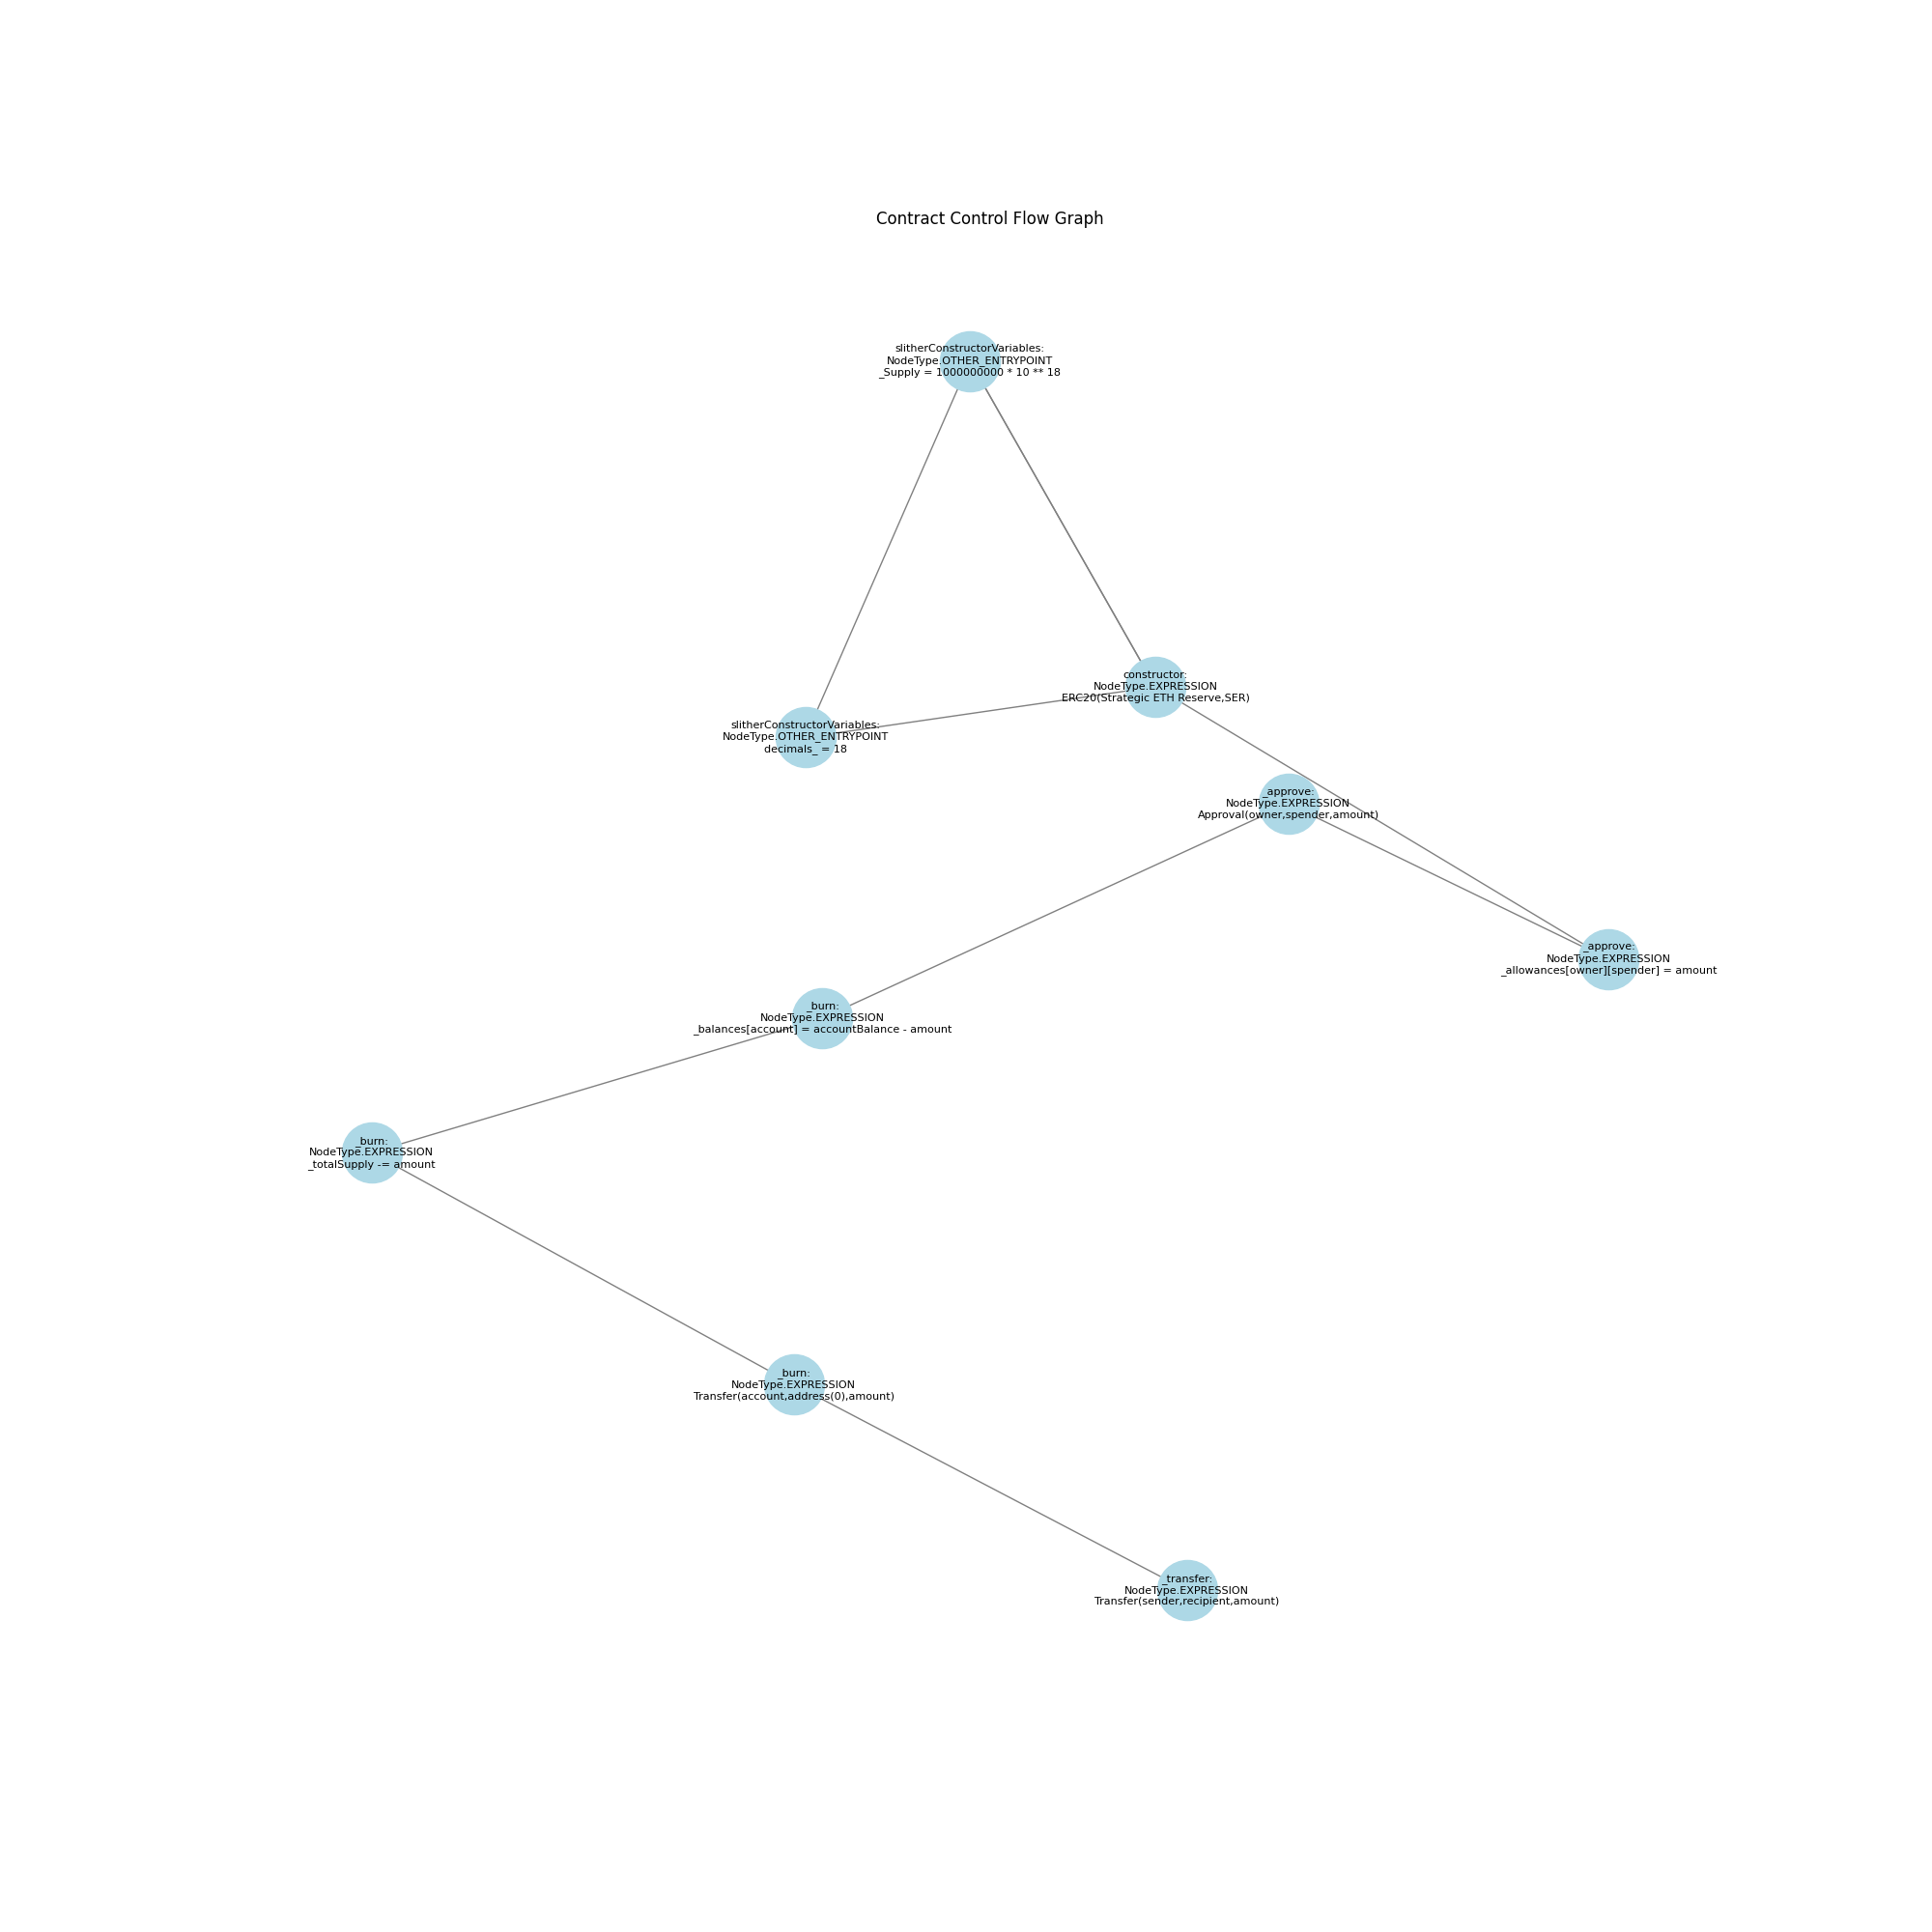 Contract Control Flow Graph
slitherConstructorVariables:
NodeType.OTHER_ENTRYPOINT
_Supply = 1000000000 * 10 ** 18
constructor:
NodeType.EXPRESSION
ERC20(Strategic ETH Reserve,SER)
slitherConstructorVariables:
NodeType.OTHER_ENTRYPOINT
decimals_ = 18
_approve:
NodeType.EXPRESSION
Approval(owner,spender,amount)
_approve:
NodeType.EXPRESSION
_allowances[owner][spender] = amount
_burn:
NodeType.EXPRESSION
_balances[account] = accountBalance - amount
_burn:
NodeType.EXPRESSION
_totalSupply -= amount
_burn:
NodeType.EXPRESSION
Transfer(account,address(0),amount)
_transfer:
NodeType.EXPRESSION
Transfer(sender,recipient,amount)